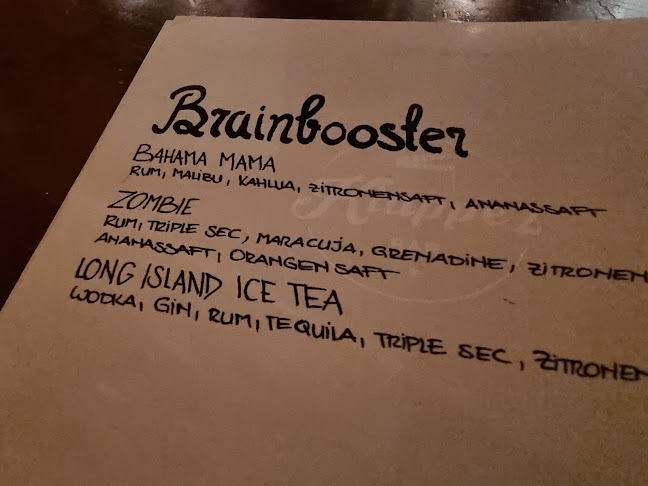 Brainbooster
BAHAMA MAMA
RUM, MALIBU, KAHLUA, ZITRONENSAFT, ANANASSAFT
ZOMBIE
RUM, TRIPLE SEC, MARACUJA, GRENADINE, ZITRONEN
ANANASSAFT, ORANGENSAFT
LONG ISLAND ICE TEA
WODKA, GIN, RUM, TEQUILA, TRIPLE SEC, ZITRONEN